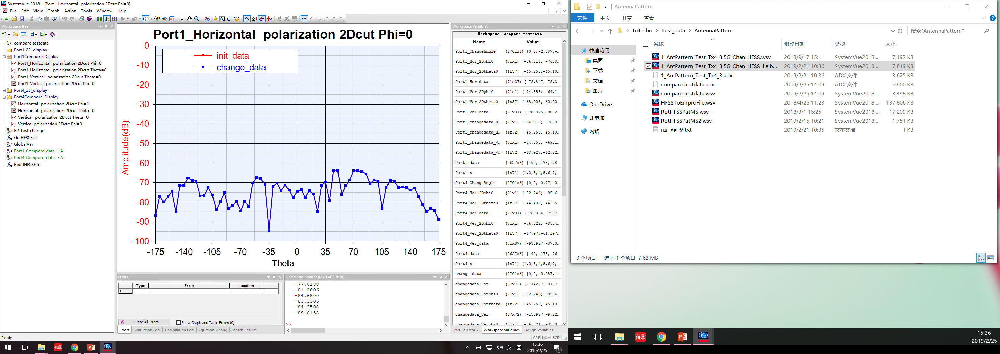 SystemVue 2018 - [Port1_Horizontal  polarization 2Dcut Phi=0]
File Edit View Graph Action Tools Window Help
Workspace Tree
compare testdata
Port1_2D_display
Port1Compare_Display
Port1_Horizontal  polarization 2Dcut Phi=0
Port1_Horizontal  polarization 2Dcut Theta=0
Port1_Vertical  polarization 2Dcut Theta=0
Port1_Vertical polarization 2Dcut Phi=0
Port4_2D_display
Port4Compare_Display
Horizontal  polarization 2Dcut Phi=0
Horizontal  polarization 2Dcut Theta=0
Vertical  polarization 2Dcut Theta=0
Vertical polarization 2Dcut Phi=0
B2 Test_change
GetHFSSFile
GlobalVar
Port1_Compare_data ~A
Port4_Compare_data ~A
ReadHFSSFile
Port1_Horizontal  polarization 2Dcut Phi=0
init_data
change_data
Amplitude(dB)
0
-10
-20
-30
-40
-50
-60
-70
-80
-90
-100
-175 -140 -105 -70 -35 0 35 70 105 140 175
Theta
Errors
Type Error Location
1
Clear All Errors
Show Graph and Table Errors (0)
Errors Simulation Log Compilation Log Equation Debug Search Results
Command Prompt (MATLAB Script)
-77.0138
-81.2606
-84.6800
-83.3305
-84.3508
-89.0158
>>
Workspace Variables
Workspace: compare testdata
Name Value
Port1_ChangeAngle (2701x6) [0,0,-2.087,-...
Port1_Hor_2Dphi0 (71x1) [-86.816; -76.8...
Port1_Hor_2Dtheta0 (1x37) [-45.258,-45.10...
Port1_Hor_data (71x37) [-78.847,-78.3...
Port1_Ver_2Dphi0 (71x1) [-74.855; -69.1...
Port1_Ver_2Dtheta0 (1x37) [-68.928,-62.22...
Port1_Ver_data (71x37) [-78.925,-80.2...
Port1_changedata_H... (71x1) [-86.815; -76.8...
Port1_changedata_H... (1x72) [-45.258,-45.10...
Port1_changedata_V... (71x1) [-74.855; -69.1...
Port1_changedata_V... (1x72) [-68.927,-62.22...
Port1_data (2627x6) [-90,-175,-78...
Port1_x (1x71) [1,2,3,4,5,6,7,...
Port4_ChangeAngle (2701x6) [0,0,-0.77,-2...
Port4_Hor_2Dphi0 (71x1) [-82.246; -85.6...
Port4_Hor_2Dtheta0 (1x37) [-44.407,-44.55...
Port4_Hor_data (71x37) [-76.356,-75.7...
Port4_Ver_2Dphi0 (71x1) [-76.822; -85.4...
Port4_Ver_2Dtheta0 (1x37) [-67.97,-61.197...
Port4_Ver_data (71x37) [-93.927,-87.3...
Port4_data (2627x6) [-90,-175,-76...
Port4_x (1x71) [1,2,3,4,5,6,7,...
change_data (2701x6) [0,0,-2.087,-...
changedata_Hor (37x72) [7.742,7.897,7...
changedata_Horphi0 (71x1) [-82.246; -85.6...
changedata_Hortheta0 (1x72) [-45.258,-45.10...
changedata_Ver (37x72) [-15.927,-9.22...
changedata_Verphi0 (71x1) [-76.821; -85.3...
Part Selector A Workspace Variables Design Variables
Ready
CAP NUM SCRL
有道
英 M
15:36
2019/2/25
1
AntennaPattern
文件 主页 共享 查看
ToLeibo > Test_data > AntennaPattern
搜索"AntennaPattern"
快速访问
桌面
下载
文档
图片
OneDrive
此电脑
网络
名称 修改日期 类型 大小
1_AntPattern_Test_Tx4_3.5G_Chan_HFSS.wsv 2018/9/17 15:11 SystemVue2018.... 7,192 KB
1_AntPattern_Test_Tx4_3.5G_Chan_HFSS_Leib... 2019/2/21 10:36 SystemVue2018.... 7,819 KB
1_AntPattern_Test_Tx4_3.adx 2019/2/21 10:36 ADX 文件 3,625 KB
compare testdata.adx 2019/2/25 14:09 ADX 文件 6,900 KB
compare testdata.wsv 2019/2/25 14:09 SystemVue2018.... 3,498 KB
HFSSToEmproFile.wsv 2018/4/26 11:23 SystemVue2018.... 137,806 KB
RotHFSSPatMS.wsv 2018/3/1 16:25 SystemVue2018.... 17,209 KB
RotHFSSPatMS2.wsv 2019/2/15 10:21 SystemVue2018.... 1,751 KB
2019/2/21 10:35 文本文档 1 KB
9 个项目 选中 1 个项目 7.63 MB
有道
15:36
2019/2/25